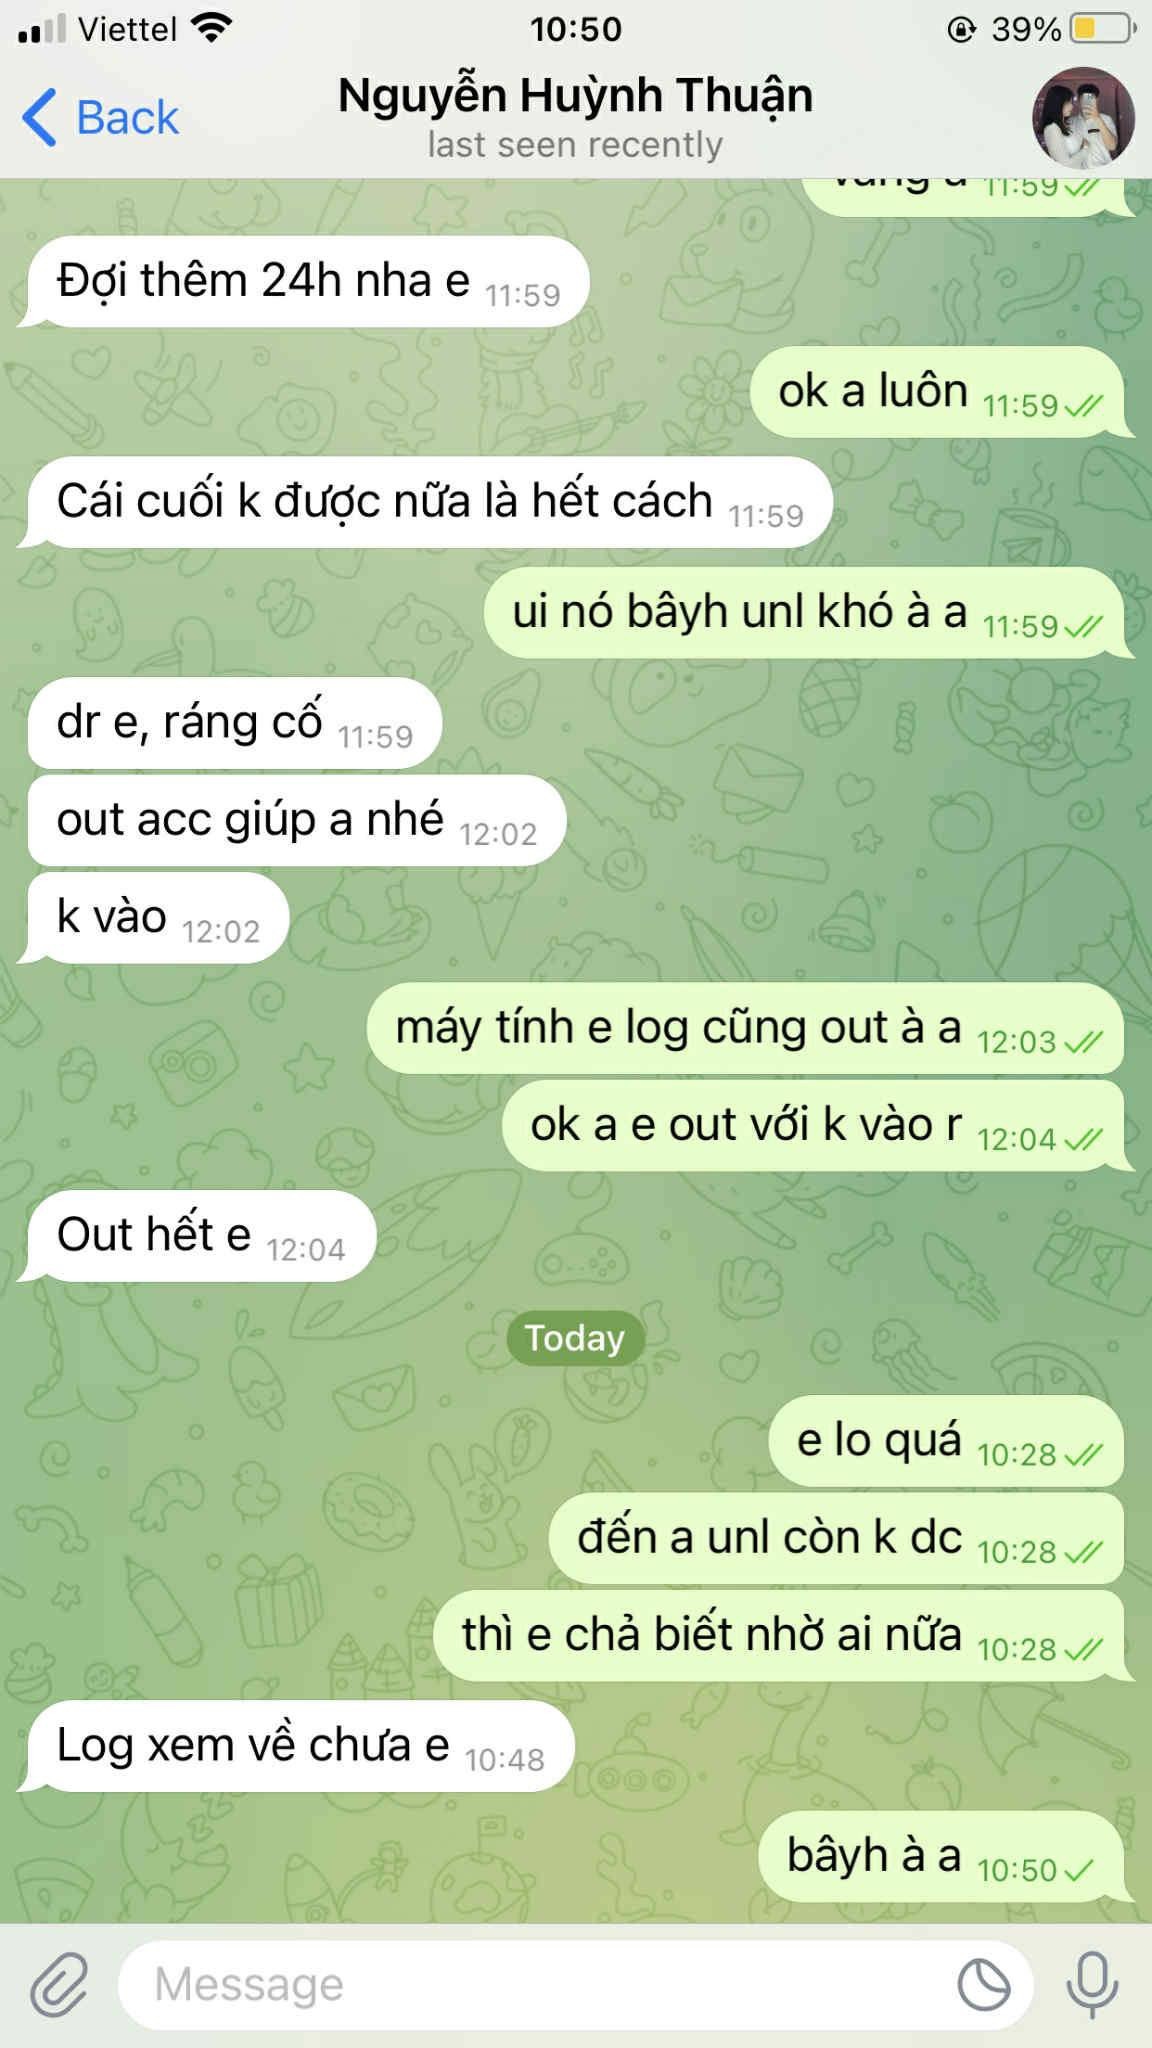 Viettel
10:50
39%
Back
Nguyễn Huỳnh Thuận
last seen recently
11:59
Đợi thêm 24h nha e 11:59
ok a luôn 11:59
Cái cuối k được nữa là hết cách 11:59
ui nó bâyh unl khó à a 11:59
dr e, ráng cố 11:59
out acc giúp a nhé 12:02
k vào 12:02
máy tính e log cũng out à a 12:03
ok a e out với k vào r 12:04
Out hết e 12:04
Today
e lo quá 10:28
đến a unl còn k dc 10:28
thì e chả biết nhờ ai nữa 10:28
Log xem về chưa e 10:48
bâyh à a 10:50
Message